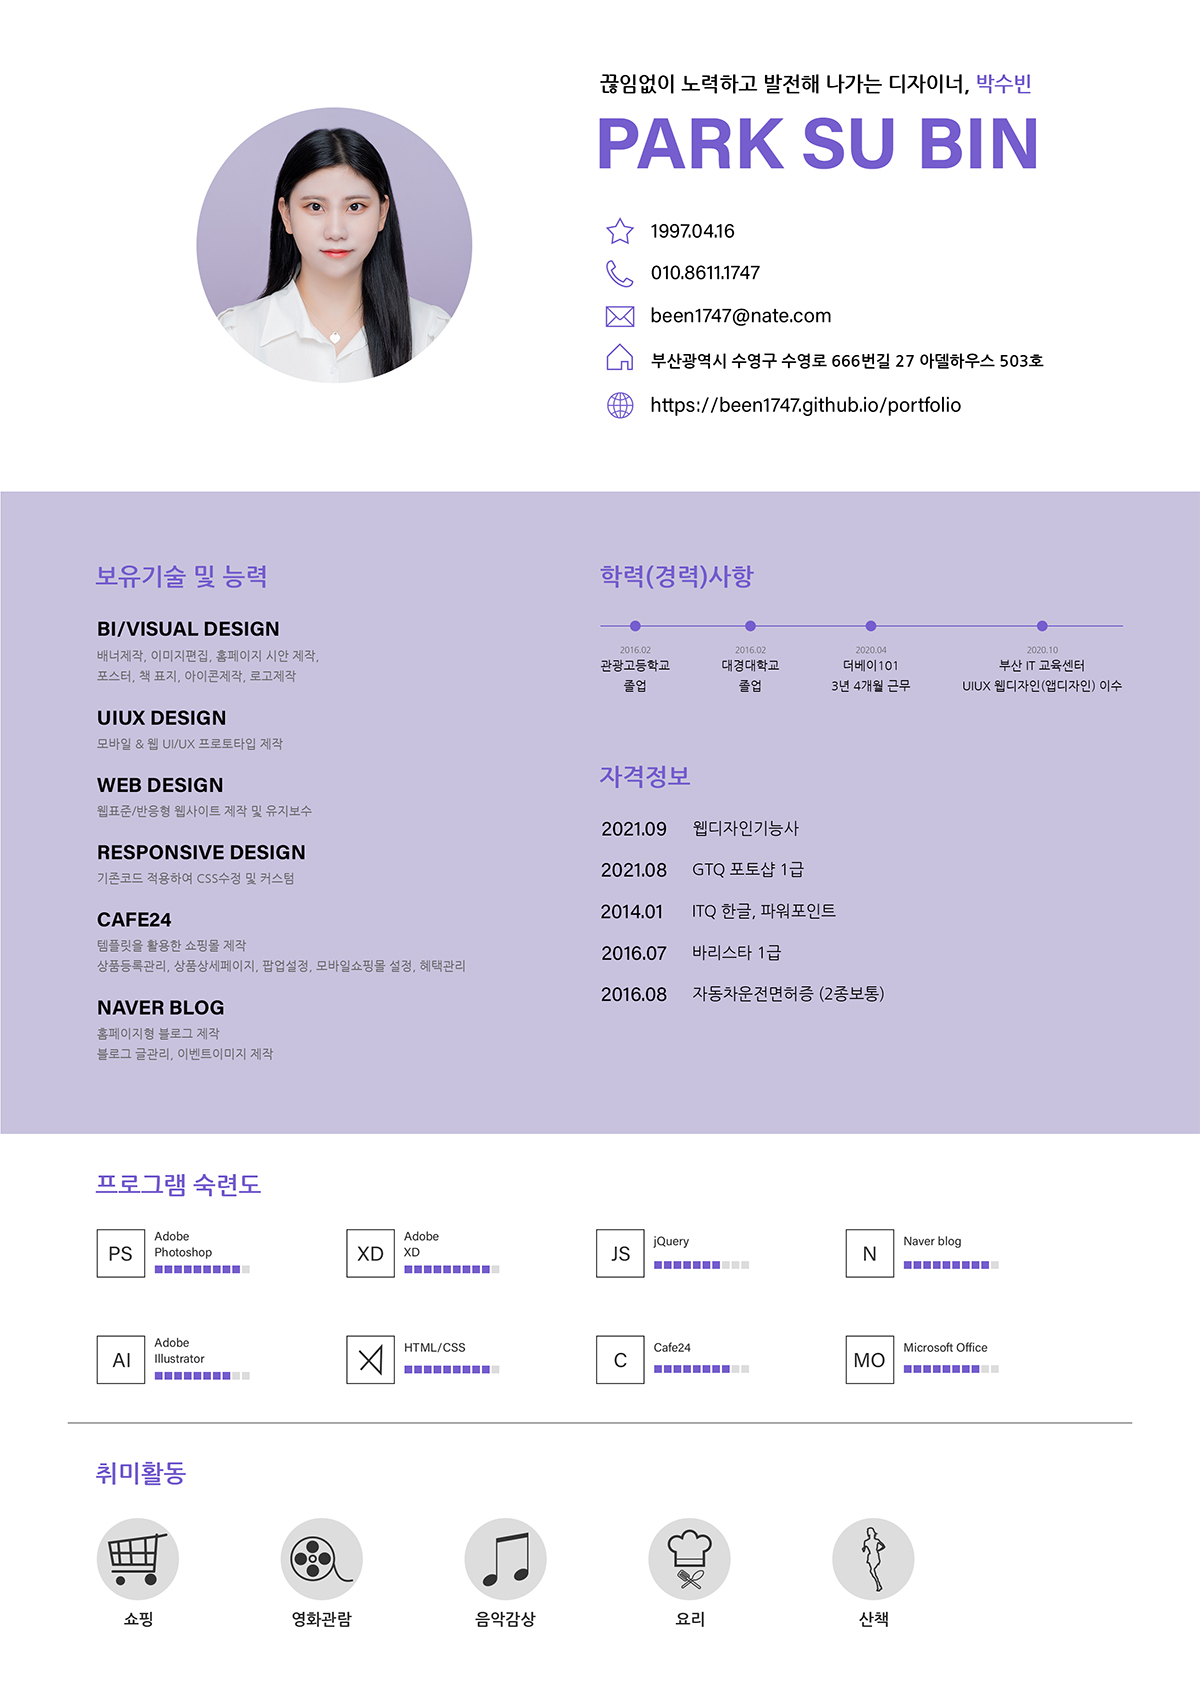 끊임없이 노력하고 발전해 나가는 디자이너, 박수빈
PARK SU BIN
1997.04.16
010.8611.1747
been1747@nate.com
부산광역시 수영구 수영로 666번길 27 아델하우스 503호
https://been1747.github.io/portfolio
보유기술 및 능력
BI/VISUAL DESIGN
배너제작, 이미지편집, 홈페이지 시안 제작,
포스터, 책 표지, 아이콘제작, 로고제작
UIUX DESIGN
모바일 & 웹 UI/UX 프로토타입 제작
WEB DESIGN
웹표준/반응형 웹사이트 제작 및 유지보수
RESPONSIVE DESIGN
기존코드 적용하여 CSS수정 및 커스텀
CAFE24
템플릿을 활용한 쇼핑몰 제작
상품등록관리, 상품상세페이지, 팝업설정, 모바일쇼핑몰 설정, 혜택관리
NAVER BLOG
홈페이지형 블로그 제작
블로그 글관리, 이벤트이미지 제작
학력(경력)사항
2016.02
관광고등학교
졸업
2016.02
대경대학교
졸업
2020.04
더베이101
3년 4개월 근무
2020.10
부산 IT 교육센터
UIUX 웹디자인(앱디자인) 이수
자격정보
2021.09 웹디자인기능사
2021.08 GTQ 포토샵 1급
2014.01 ITQ 한글, 파워포인트
2016.07 바리스타 1급
2016.08 자동차운전면허증 (2종보통)
프로그램 숙련도
PS
Adobe
Photoshop
XD
Adobe
XD
JS
jQuery
N
Naver blog
AI
Adobe
Illustrator
HTML/CSS
C
Cafe24
MO
Microsoft Office
취미활동
쇼핑
영화관람
음악감상
요리
산책